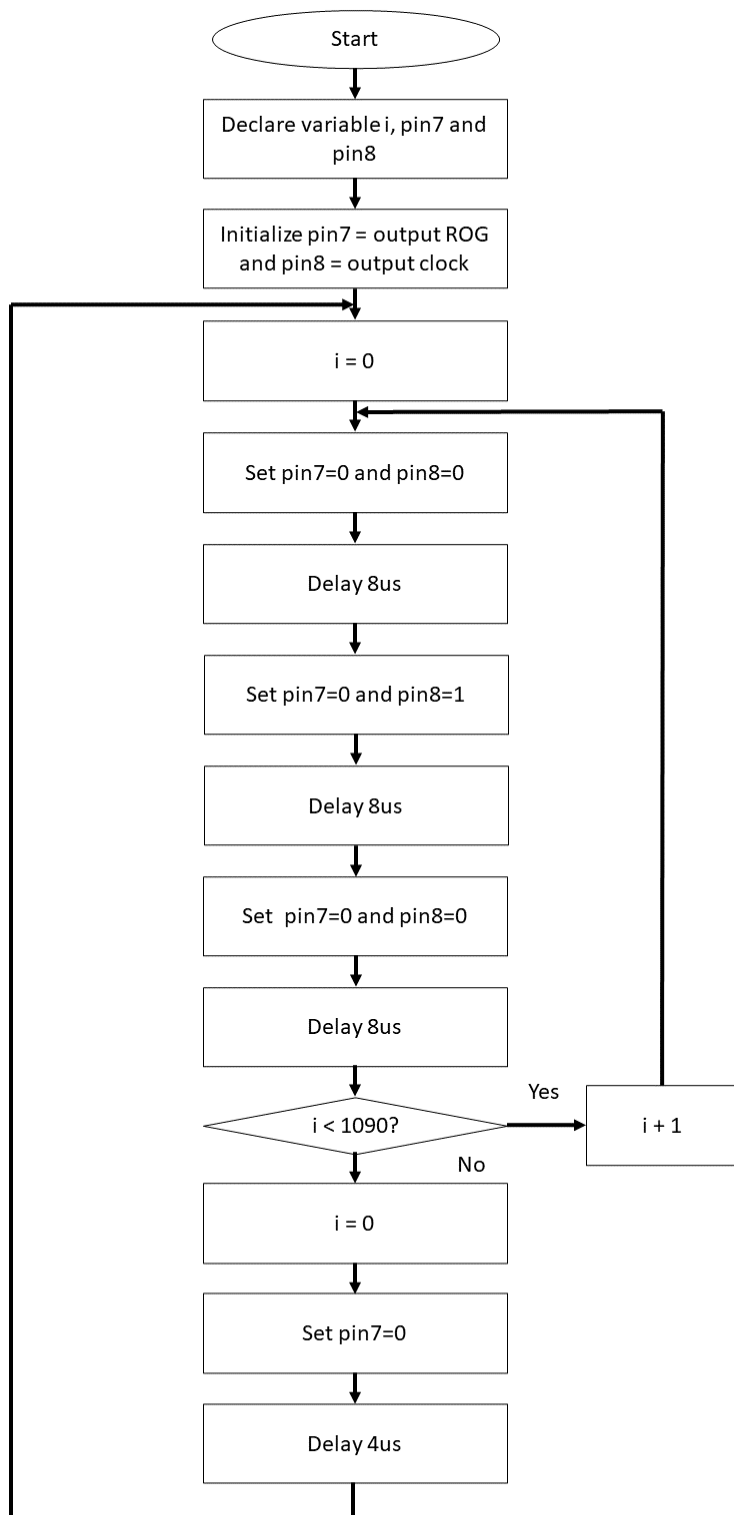 Start
Declare variable i, pin7 and
pin8
Initialize pin7 = output ROG
and pin8 = output clock
i = 0
Set pin7=0 and pin8=0
Delay 8us
Set pin7=0 and pin8=1
Delay 8us
Set  pin7=0 and pin8=0
Delay 8us
i < 1090?
Yes
i + 1
No
i = 0
Set pin7=0
Delay 4us